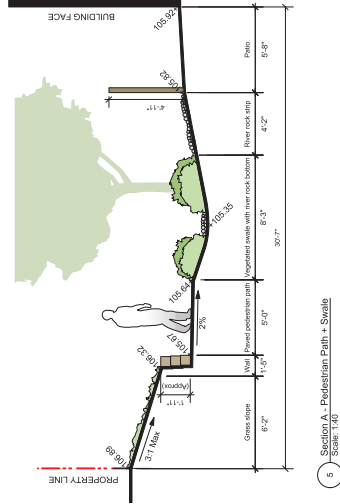 PROPERTY LINE
BUILDING FACE
106.89
3:1 Max
106.32
1'-11"
(Approx)
105.67
2%
105.64
+105.35
4'-11"
105.82
105.92+
Grass slope
Wall
Paved pedestrian path
Vegetated swale with river rock bottom
River rock strip
Patio
6'-2"
1'-5"
5'-0"
8'-3"
4'-2"
5'-8"
30'-7"
5
Section A - Pedestrian Path + Swale
Scale: 1:40